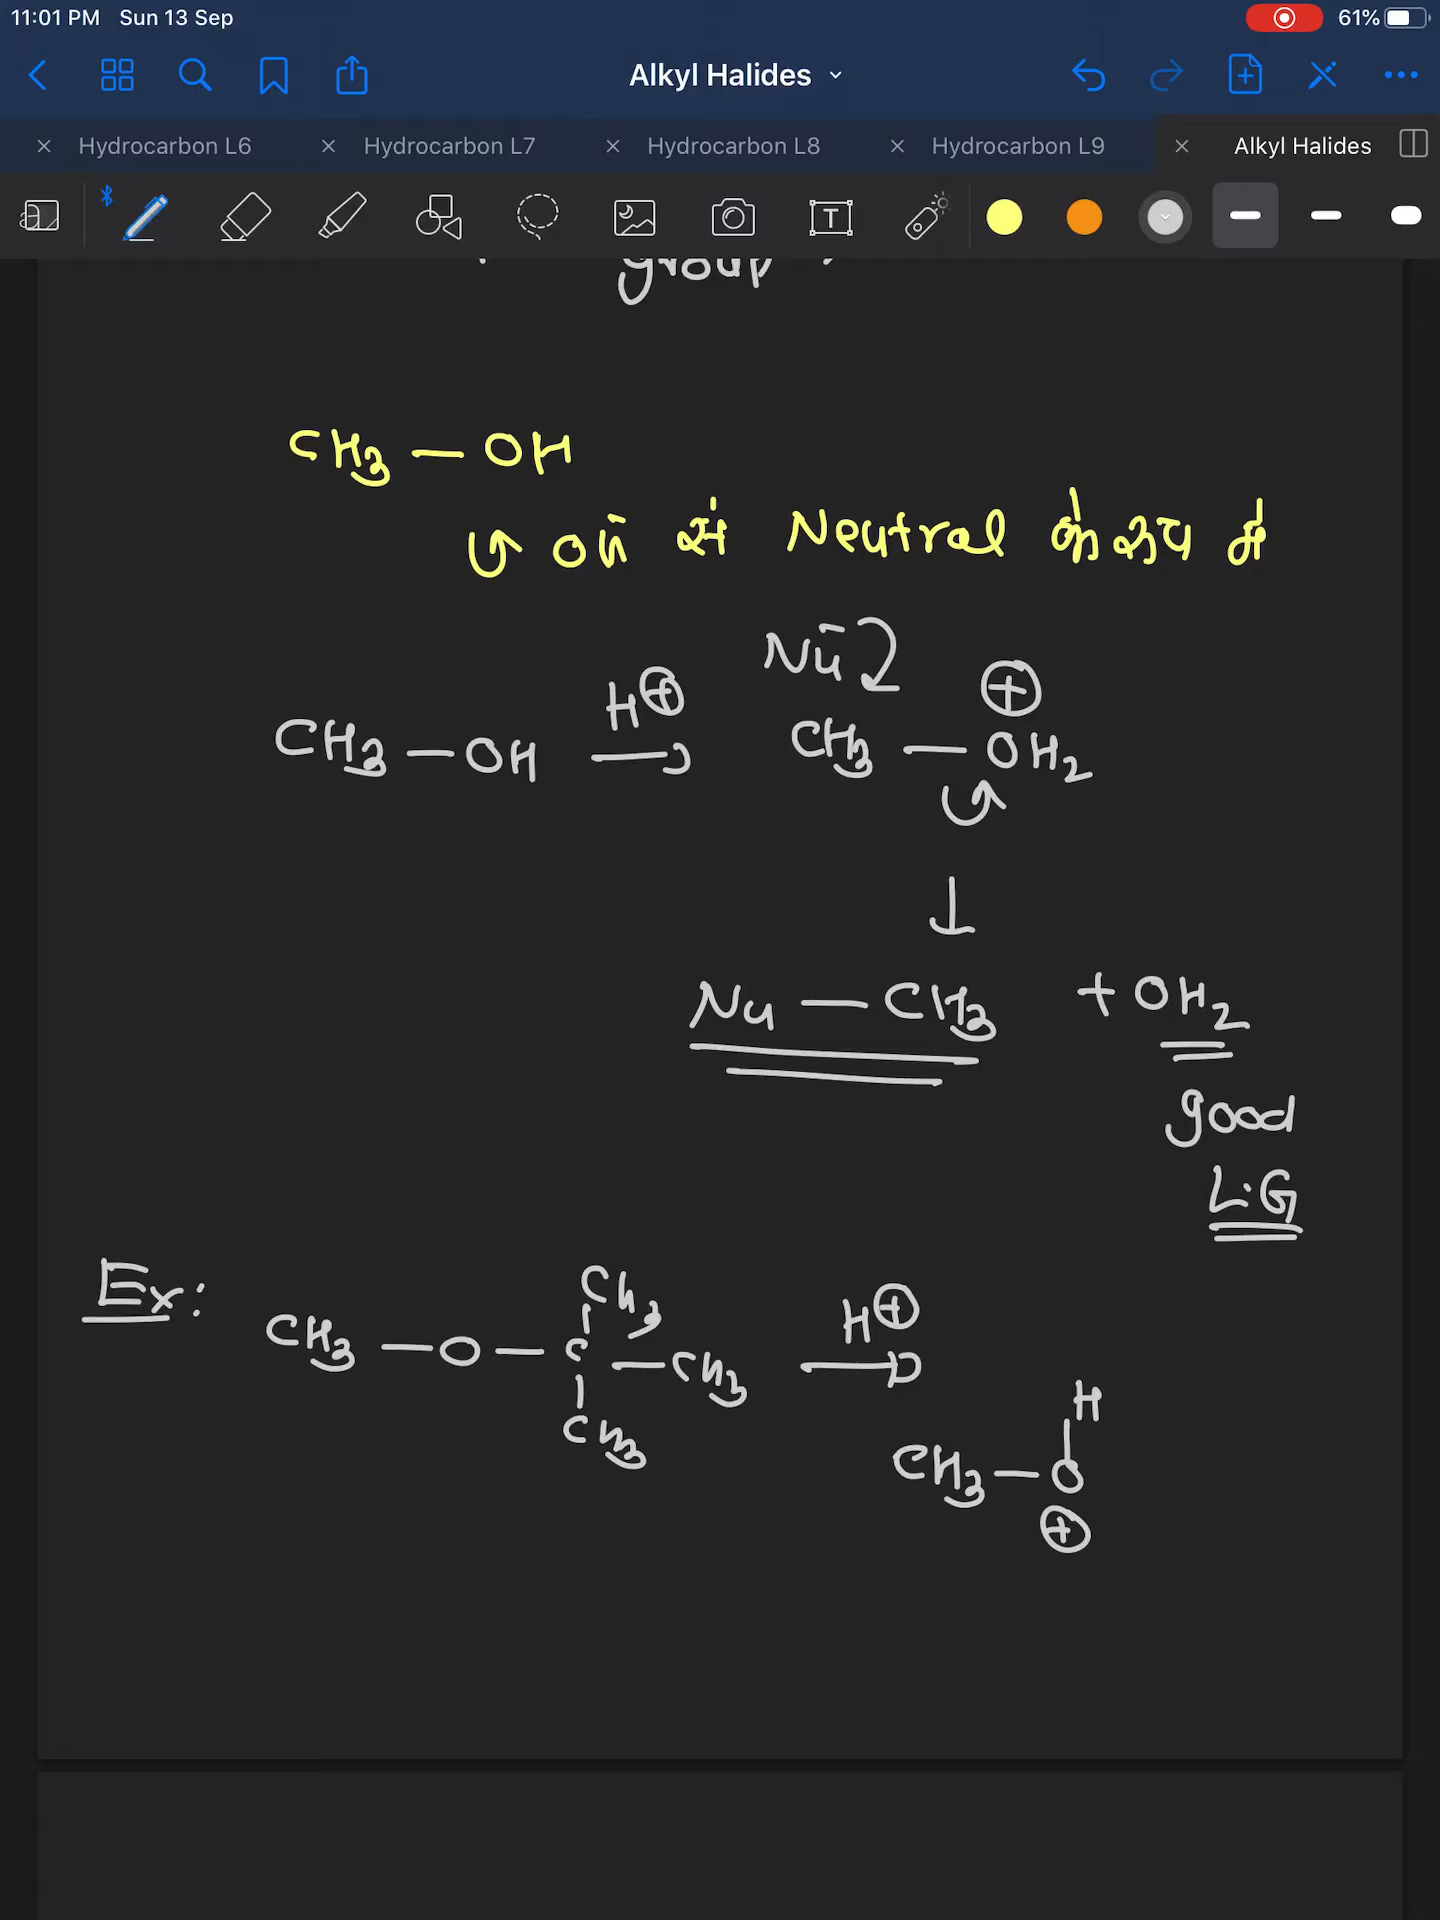 11:01 PM Sun 13 Sep 61%
Alkyl Halides
Hydrocarbon L6 Hydrocarbon L7 Hydrocarbon L8 Hydrocarbon L9 Alkyl Halides
group
CH₃ — OH
OH̄ से Neutral के रूप में
Nū
CH₃ — OH H⊕ → CH₃ — OH₂ ⊕
↓
Nu — CH₃ + OH₂
good
L.G
Ex:
CH₃
CH₃ — O — C — CH₃ H⊕ →
CH₃
H
CH₃ — O
⊕